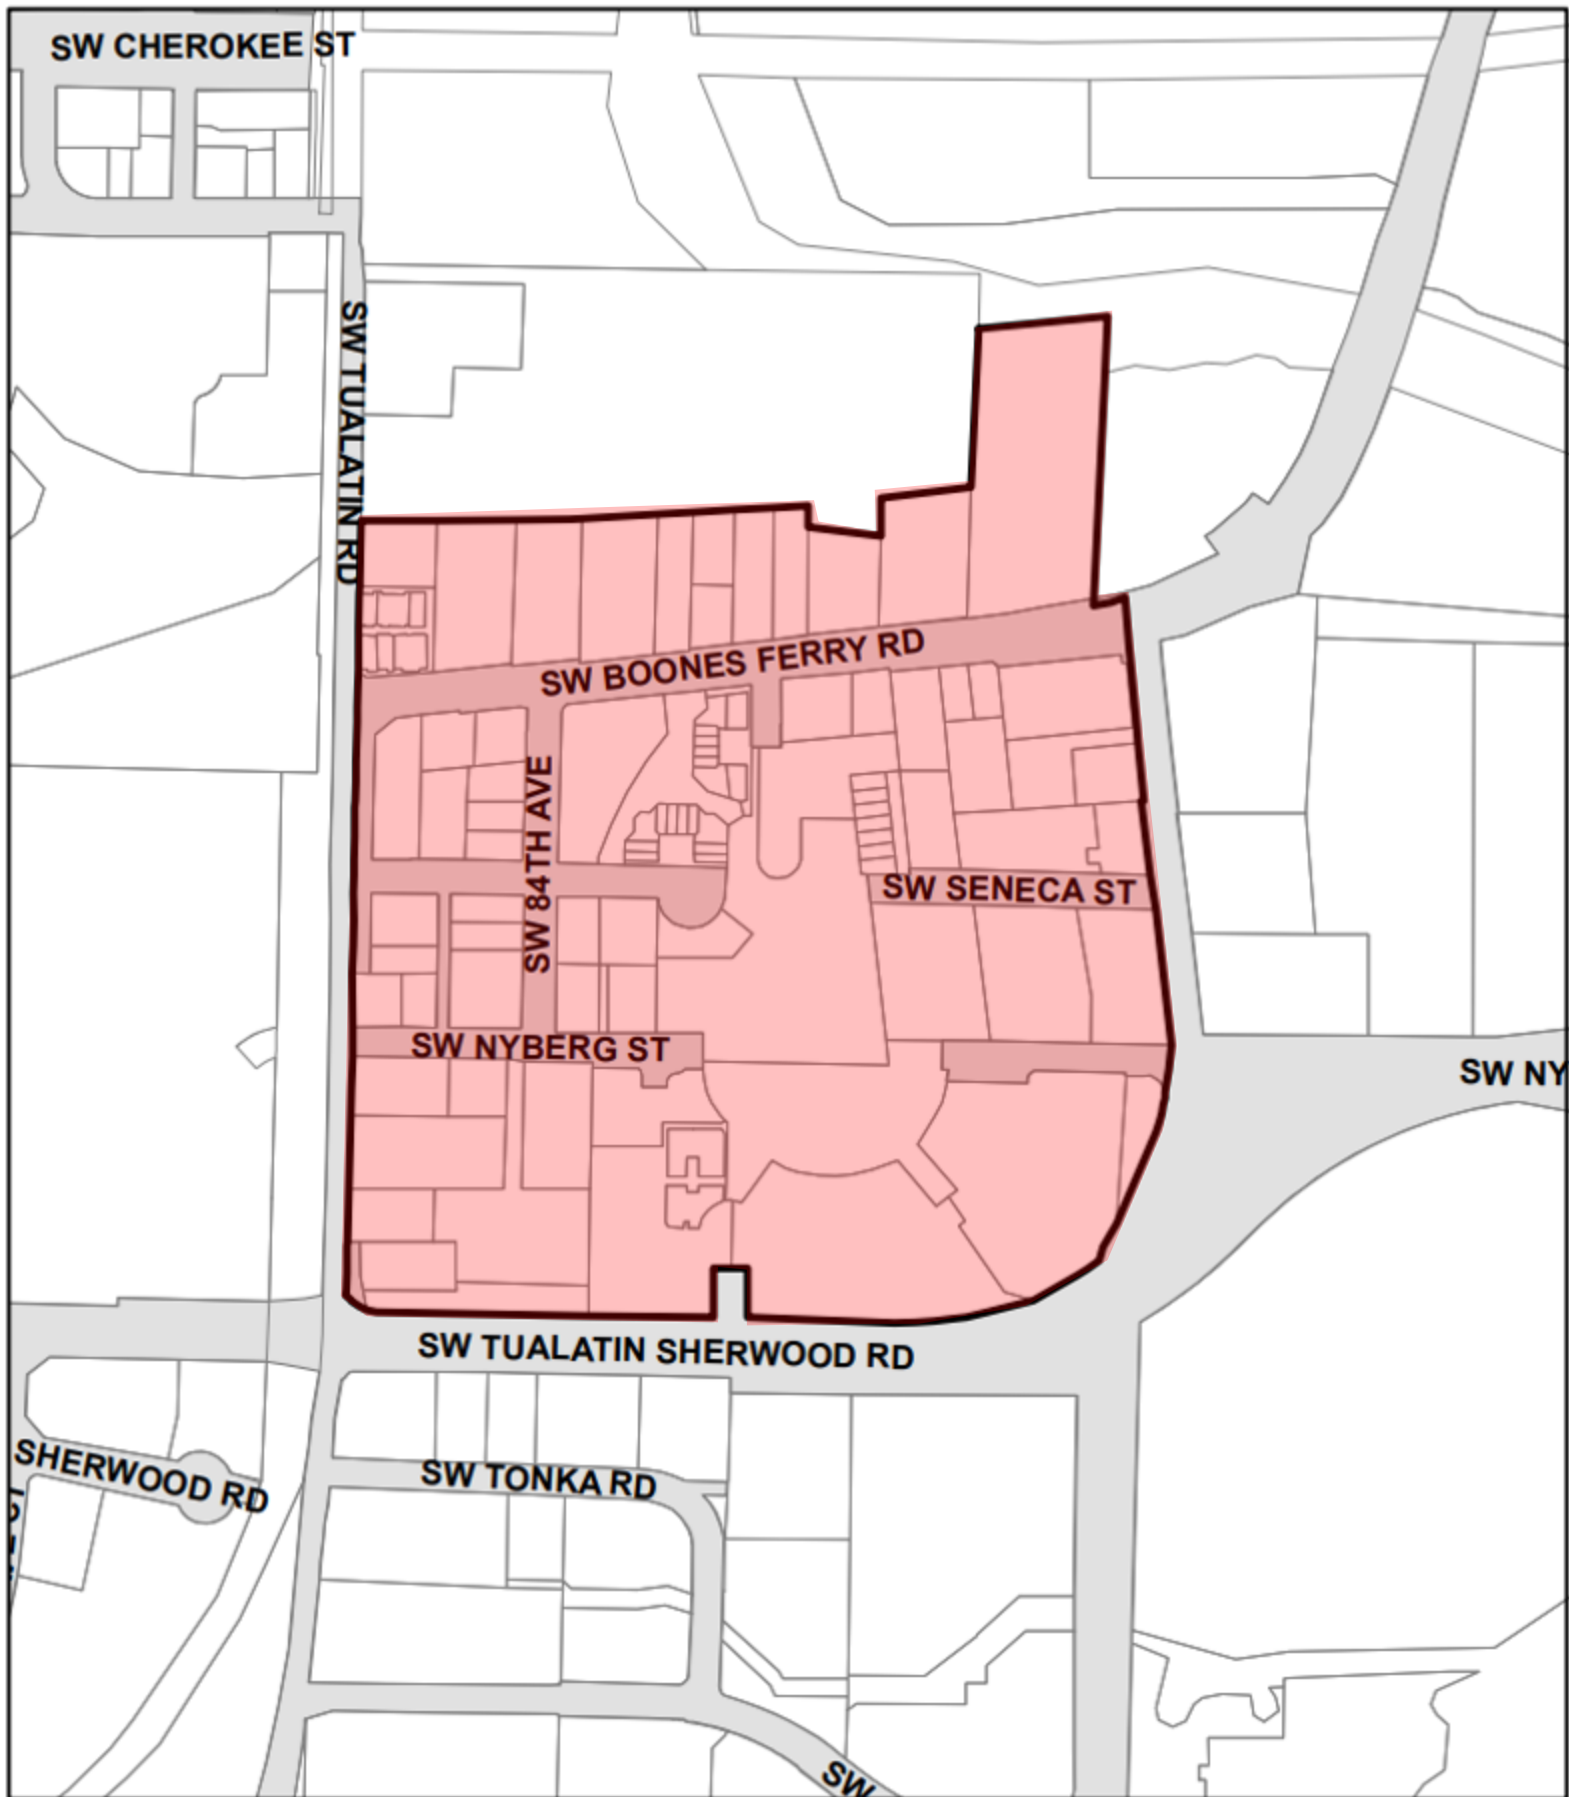 SW CHEROKEE ST
SW TUALATIN RD
SW BOONES FERRY RD
SW 84TH AVE
SW SENECA ST
SW NYBERG ST
SW NY
SW TUALATIN SHERWOOD RD
SHERWOOD RD
SW TONKA RD
SW